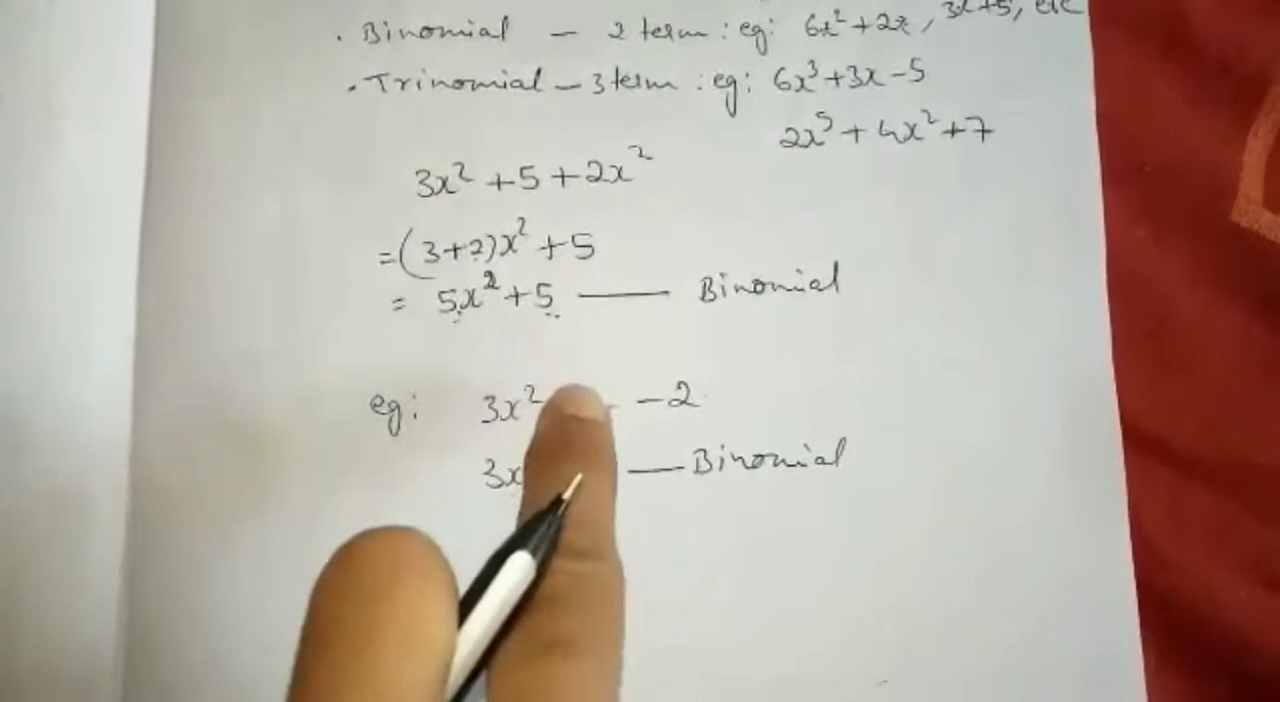 . Binomial - 2 term : eg: 6x² + 2x , 3x+5, etc
. Trinomial - 3 term : eg: 6x³+3x-5
2x⁵ + 4x² +7
3x² +5 +2x²
=(3+2)x² +5
= 5x² +5 — Binomial
eg: 3x² -2
3x — Binomial